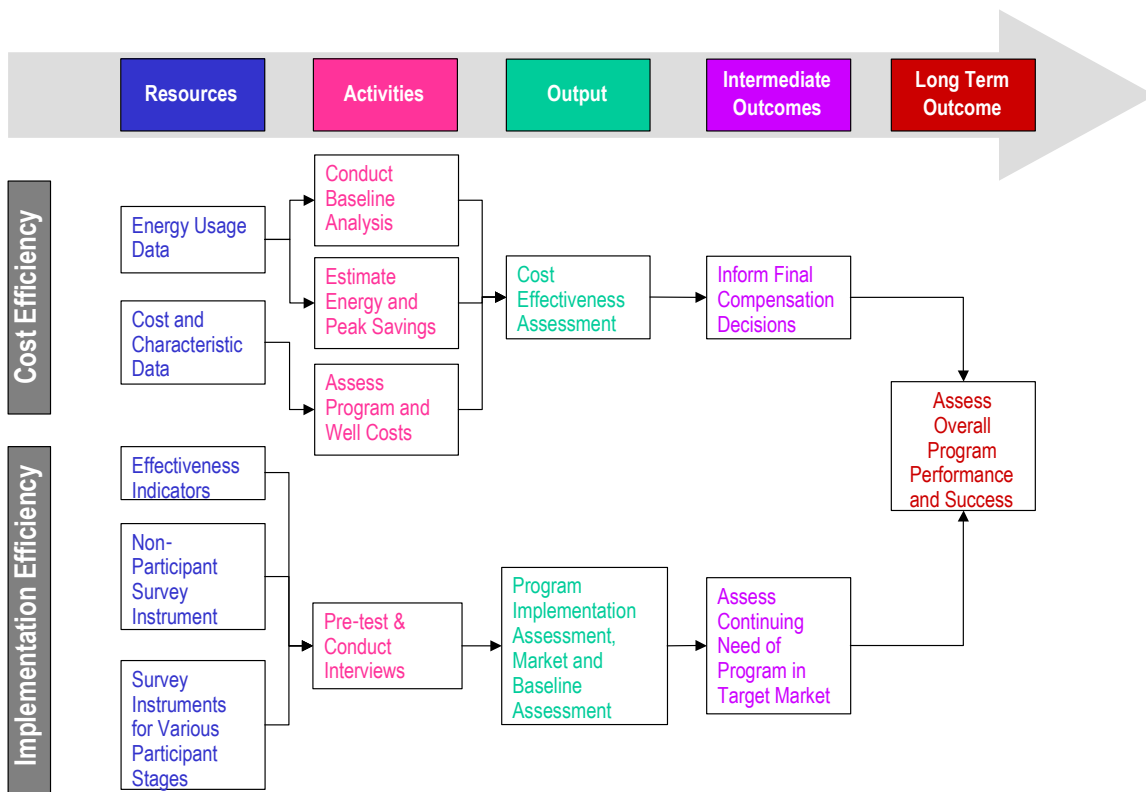 Resources
Activities
Output
Intermediate
Outcomes
Long Term
Outcome
Cost Efficiency
Energy Usage
Data
Cost and
Characteristic
Data
Conduct
Baseline
Analysis
Estimate
Energy and
Peak Savings
Assess
Program and
Well Costs
Cost
Effectiveness
Assessment
Inform Final
Compensation
Decisions
Assess
Overall
Program
Performance
and Success
Implementation Efficiency
Effectiveness
Indicators
Non-
Participant
Survey
Instrument
Survey
Instruments
for Various
Participant
Stages
Pre-test &
Conduct
Interviews
Program
Implementation
Assessment,
Market and
Baseline
Assessment
Assess
Continuing
Need of
Program in
Target Market